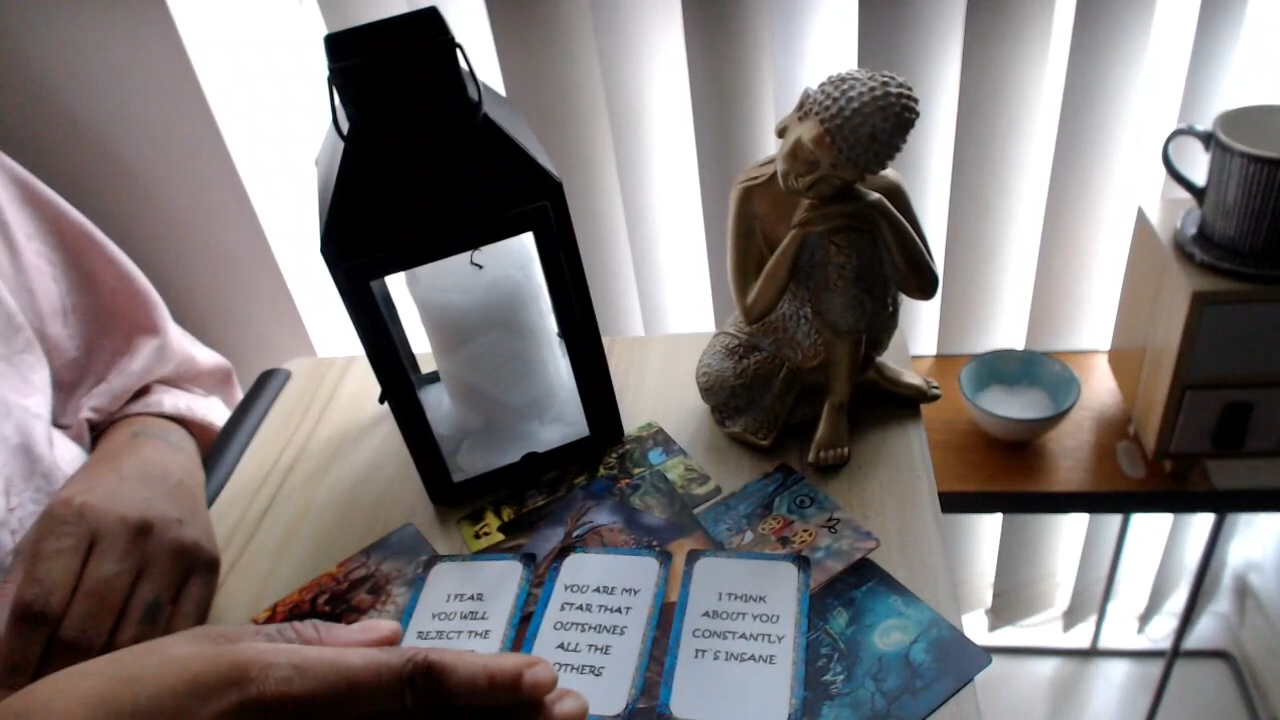 I FEAR
YOU WILL
REJECT THE
YOU ARE MY
STAR THAT
OUTSHINES
ALL THE
OTHERS
I THINK
ABOUT YOU
CONSTANTLY
IT'S INSANE